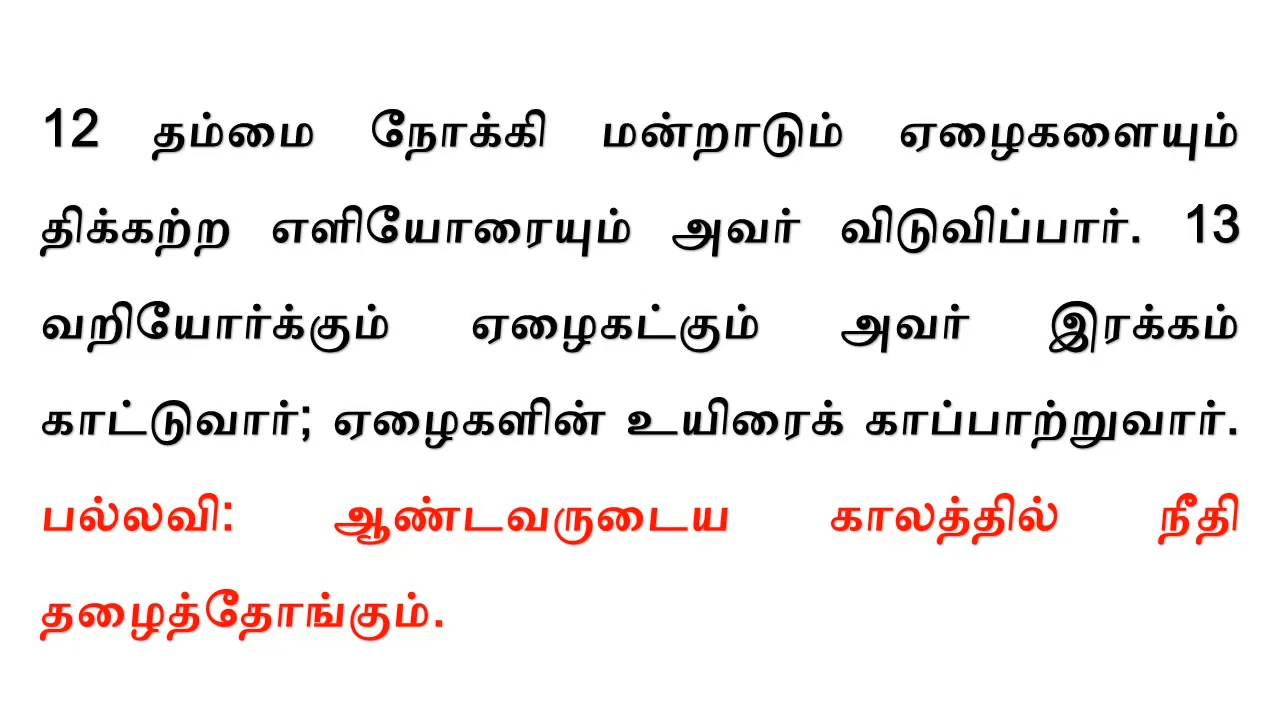 12 தம்மை நோக்கி மன்றாடும் ஏழைகளையும்
திக்கற்ற எளியோரையும் அவர் விடுவிப்பார். 13
வறியோர்க்கும் ஏழைகட்கும் அவர் இரக்கம்
காட்டுவார்; ஏழைகளின் உயிரைக் காப்பாற்றுவார்.
பல்லவி: ஆண்டவருடைய காலத்தில் நீதி
தழைத்தோங்கும்.